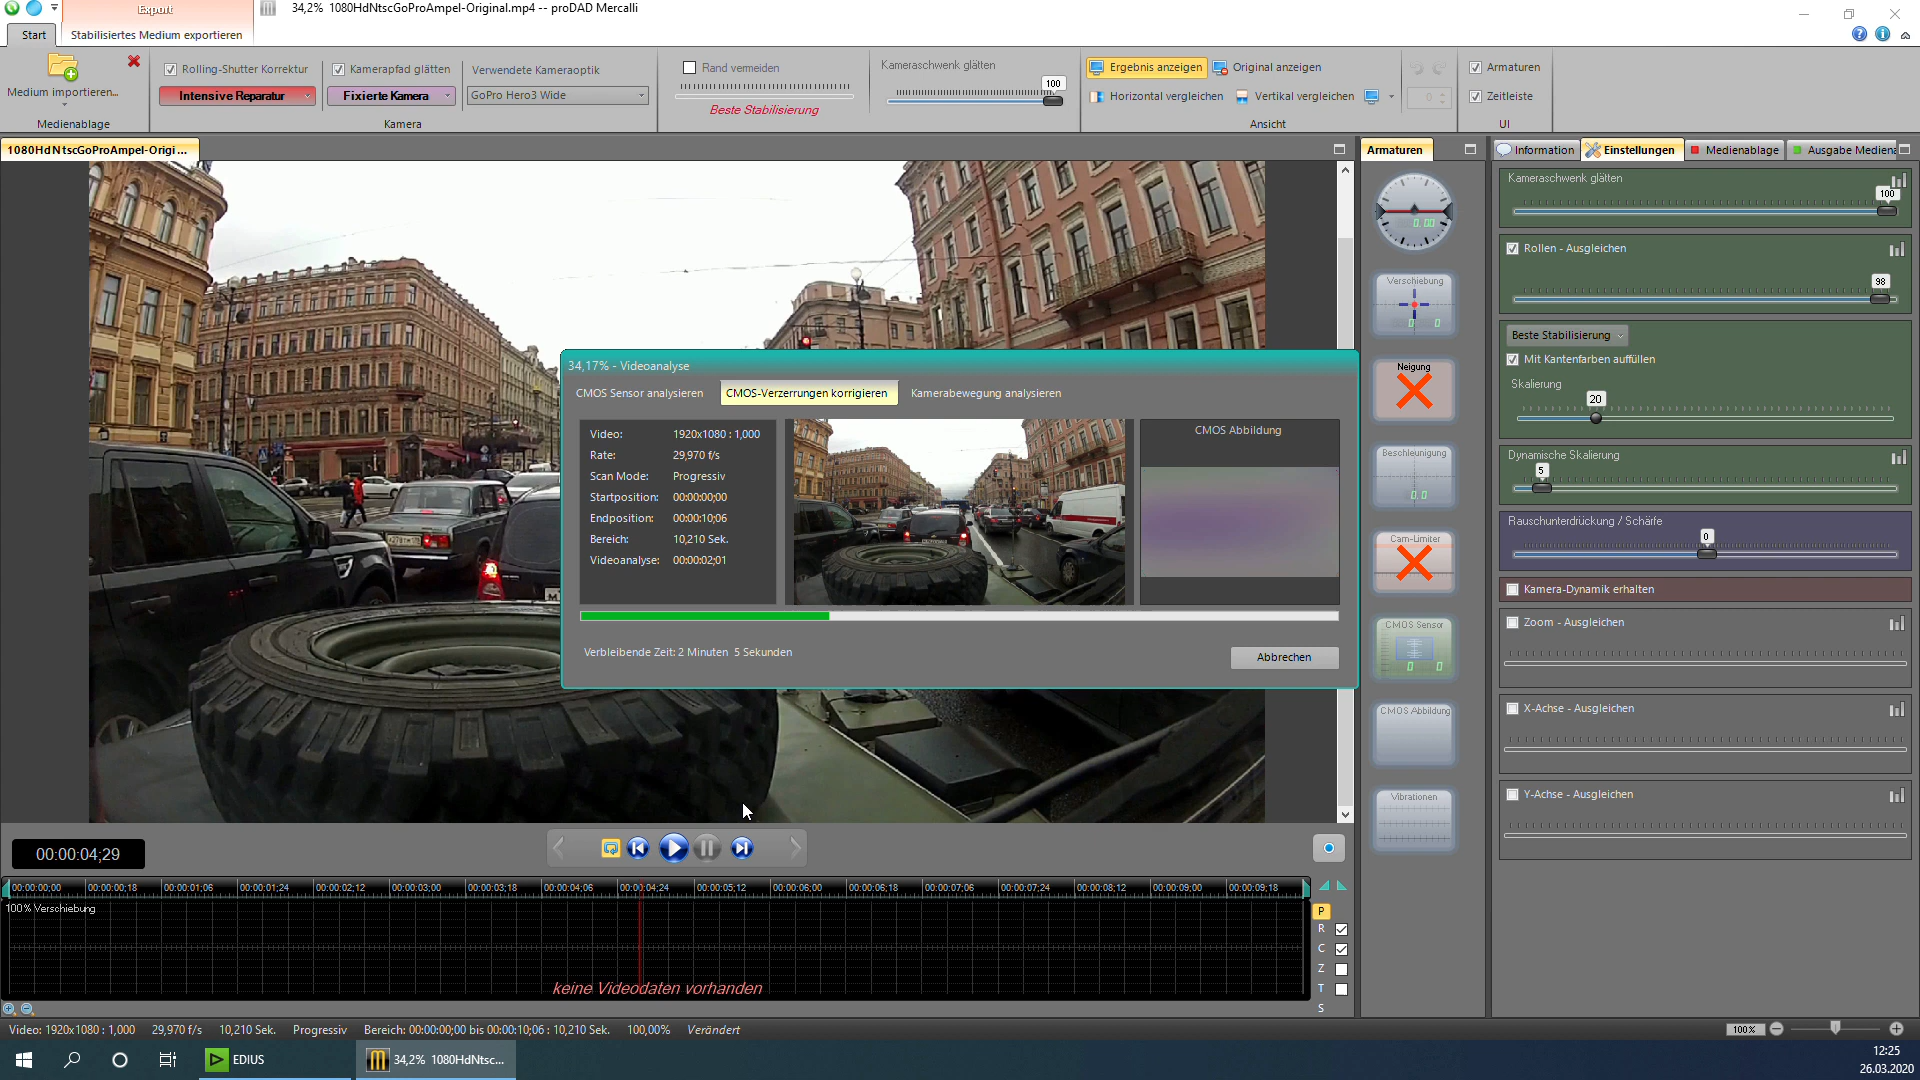 Export
34,2% 1080HdNtscGoProAmpel-Original.mp4 -- proDAD Mercalli
Start
Stabilisiertes Medium exportieren
Rolling-Shutter Korrektur
Kamerapfad glätten
Verwendete Kameraoptik
Rand vermeiden
Kameraschwenk glätten
100
Ergebnis anzeigen
Original anzeigen
Armaturen
Medium importieren...
Intensive Reparatur
Fixierte Kamera
GoPro Hero3 Wide
Beste Stabilisierung
Horizontal vergleichen
Vertikal vergleichen
0
Zeitleiste
Medienablage
Kamera
Ansicht
UI
1080HdNtscGoProAmpel-Origi ...
Armaturen
Information
Einstellungen
Medienablage
Ausgabe Mediena
Kameraschwenk glätten
100
0.00
Rollen - Ausgleichen
98
Verschiebung
0 0
Beste Stabilisierung
Mit Kantenfarben auffüllen
Skalierung
20
Neigung
Beschleunigung
0.0
Dynamische Skalierung
5
Rauschunterdrückung / Schärfe
0
Cam-Limiter
Kamera-Dynamik erhalten
CMOS Sensor
0 0
Zoom - Ausgleichen
CMOS Abbildung
X-Achse - Ausgleichen
Vibrationen
Y-Achse - Ausgleichen
34,17% - Videoanalyse
CMOS Sensor analysieren
CMOS-Verzerrungen korrigieren
Kamerabewegung analysieren
Video: 1920x1080 : 1,000
Rate: 29,970 f/s
Scan Mode: Progressiv
Startposition: 00:00:00;00
Endposition: 00:00:10;06
Bereich: 10,210 Sek.
Videoanalyse: 00:00:02;01
CMOS Abbildung
Verbleibende Zeit: 2 Minuten 5 Sekunden
Abbrechen
00:00:04;29
00:00:00;00 00:00:00;18 00:00:01;06 00:00:01;24 00:00:02;12 00:00:03;00 00:00:03;18 00:00:04;06 00:00:04;24 00:00:05;12 00:00:06;00 00:00:06;18 00:00:07;06 00:00:07;24 00:00:08;12 00:00:09;00 00:00:09;18
100% Verschiebung
P
R
C
Z
T
S
keine Videodaten vorhanden
Video: 1920x1080 : 1,000 29,970 f/s 10,210 Sek. Progressiv Bereich: 00:00:00;00 bis 00:00:10;06 : 10,210 Sek. 100,00% Verändert
100%
EDIUS
34,2% 1080HdNtsc...
12:25
26.03.2020